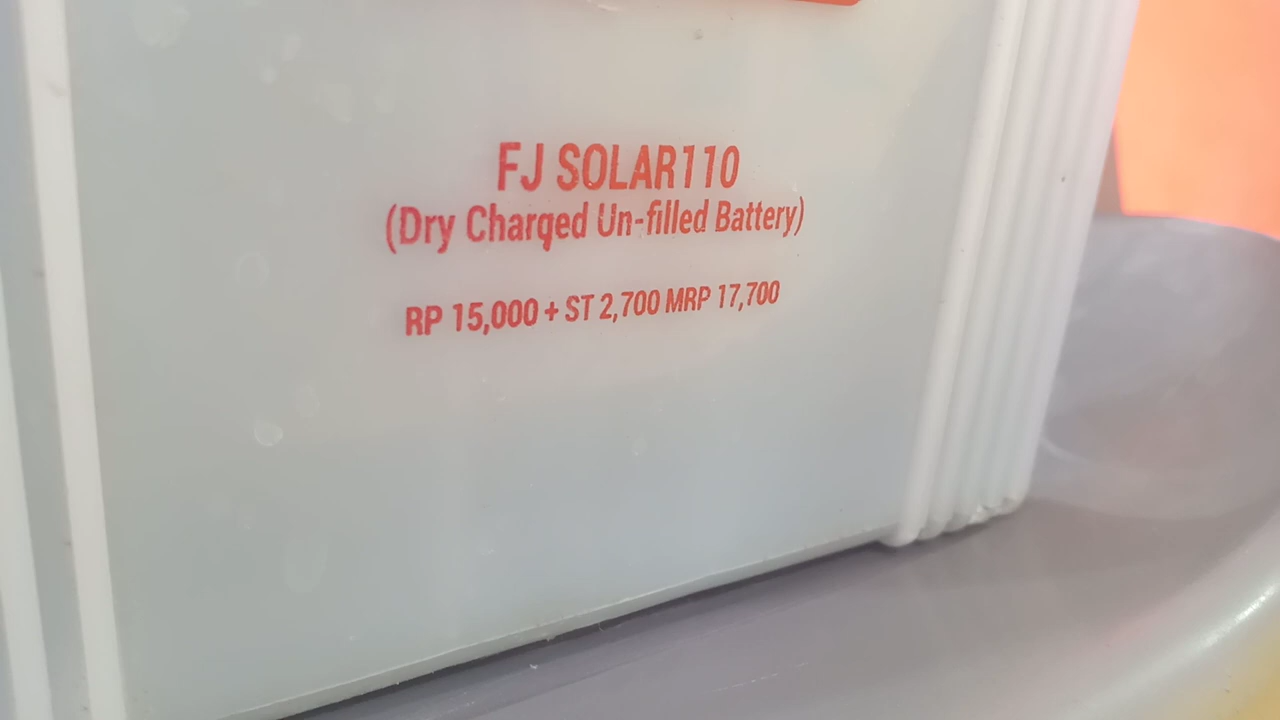 FJ SOLAR110
(Dry Charged Un-filled Battery)
RP 15,000 + ST 2,700 MRP 17,700